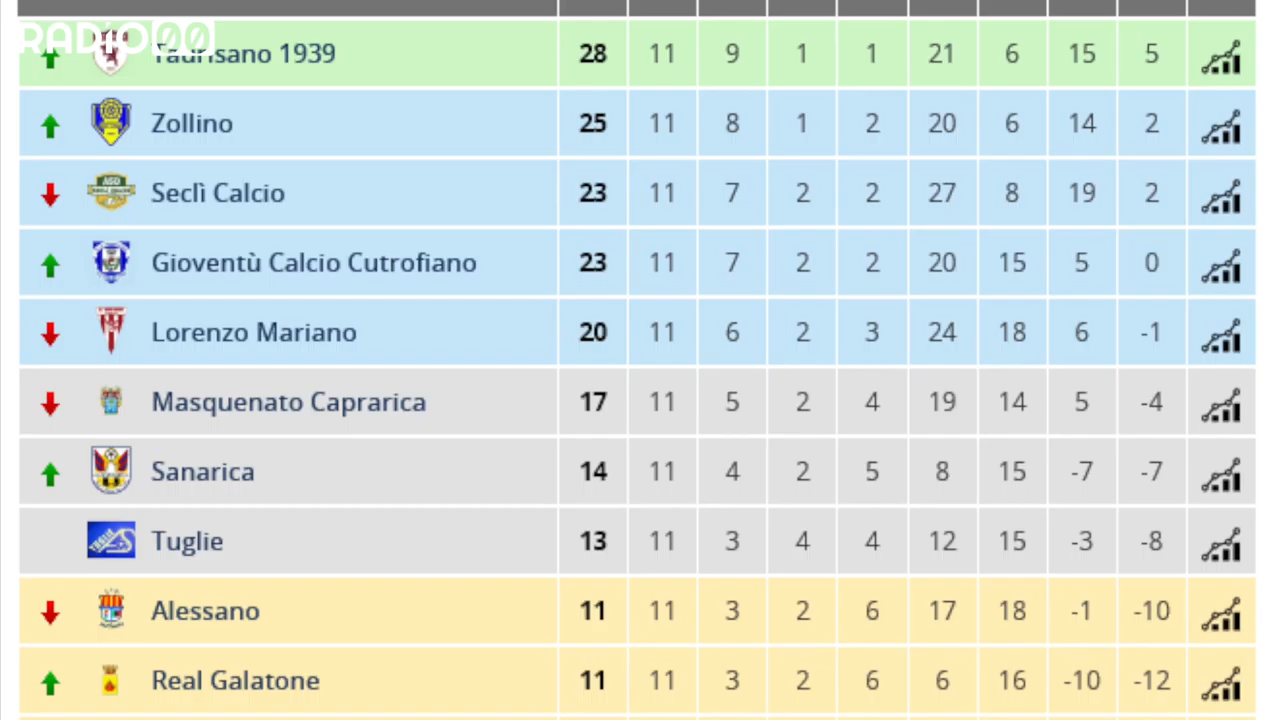 RADIO00
Taurisano 1939 28 11 9 1 1 21 6 15 5
Zollino 25 11 8 1 2 20 6 14 2
Seclì Calcio 23 11 7 2 2 27 8 19 2
Gioventù Calcio Cutrofiano 23 11 7 2 2 20 15 5 0
Lorenzo Mariano 20 11 6 2 3 24 18 6 -1
Masquenato Caprarica 17 11 5 2 4 19 14 5 -4
Sanarica 14 11 4 2 5 8 15 -7 -7
Tuglie 13 11 3 4 4 12 15 -3 -8
Alessano 11 11 3 2 6 17 18 -1 -10
Real Galatone 11 11 3 2 6 6 16 -10 -12